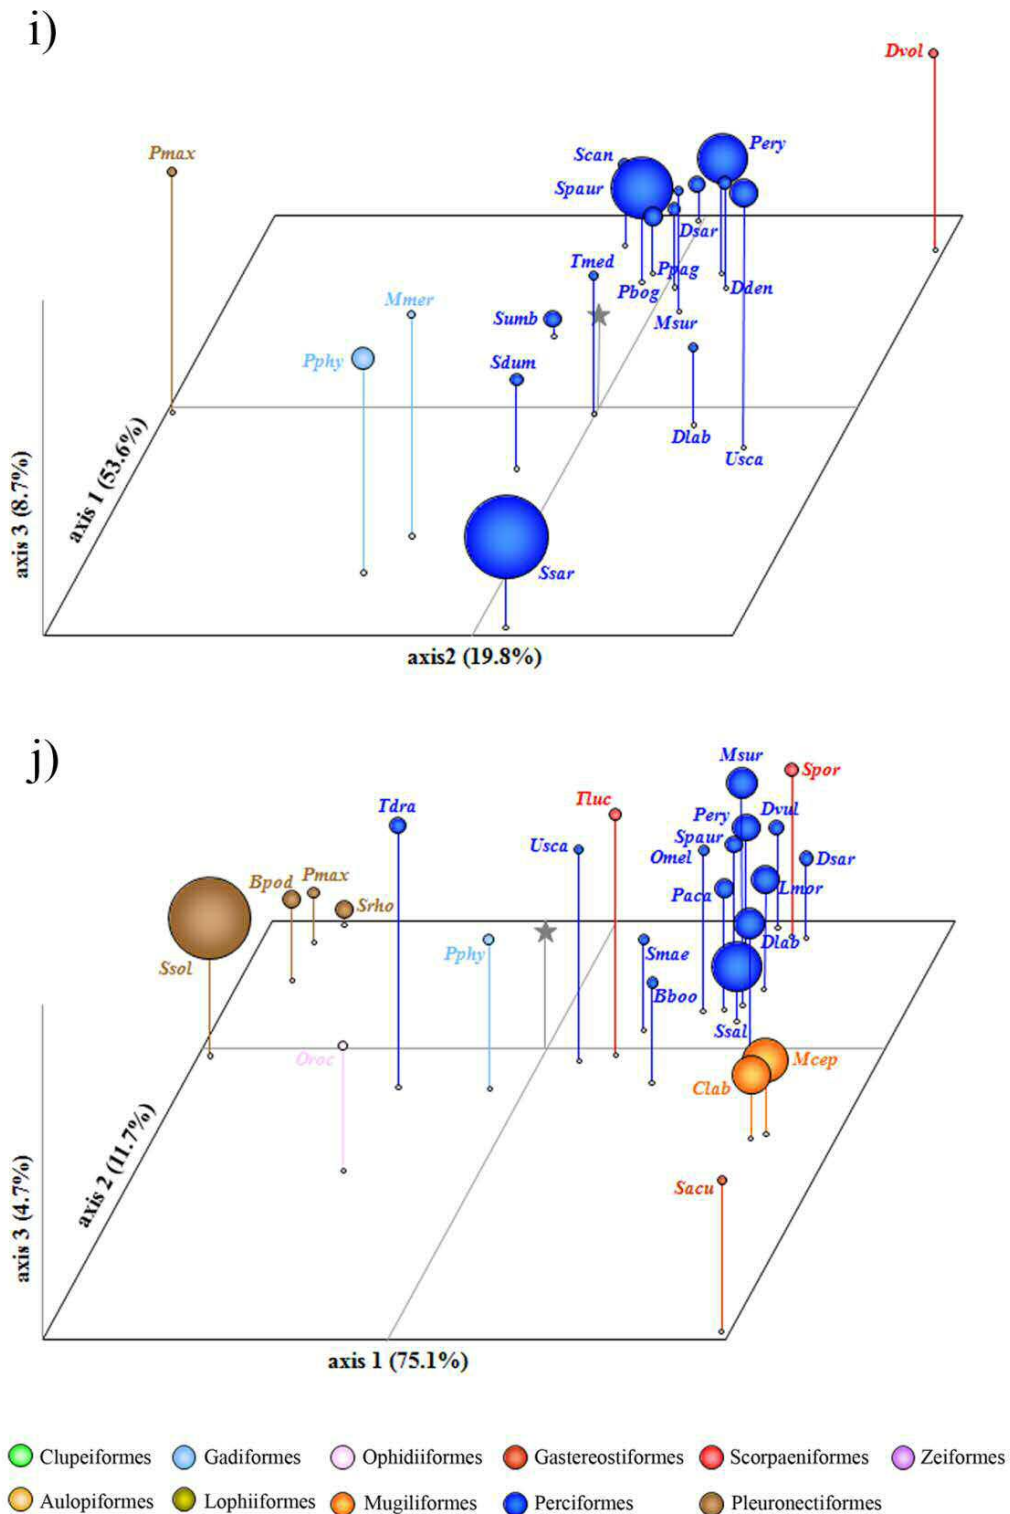 i)
Dvol
Pmax
Scan
Pery
Spaur
Dsar
Tmed
Ppag
Pbog
Dden
Mmer
Sumb
Msur
Pphy
Sdum
Dlab
Usca
Ssar
axis 3 (8.7%)
axis 1 (53.6%)
axis2 (19.8%)
j)
Msur
Spor
Tdra
Tluc
Pery
Dvul
Spaur
Usca
Omel
Dsar
Bpod
Pmax
Paca
Lmor
Srho
Dlab
Ssol
Pphy
Smae
Bboo
Ssal
Oroc
Mcep
Clab
Sacu
axis 3 (4.7%)
axis 2 (11.7%)
axis 1 (75.1%)
Clupeiformes Gadiformes Ophidiiformes Gastereostiformes Scorpaeniformes Zeiformes
Aulopiformes Lophiiformes Mugiliformes Perciformes Pleuronectiformes